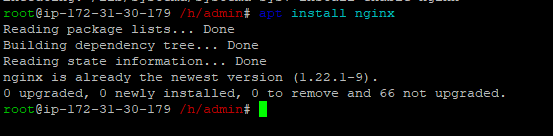 root@ip-172-31-30-179 /h/admin# apt install nginx
Reading package lists... Done
Building dependency tree... Done
Reading state information... Done
nginx is already the newest version (1.22.1-9).
0 upgraded, 0 newly installed, 0 to remove and 66 not upgraded.
root@ip-172-31-30-179 /h/admin#